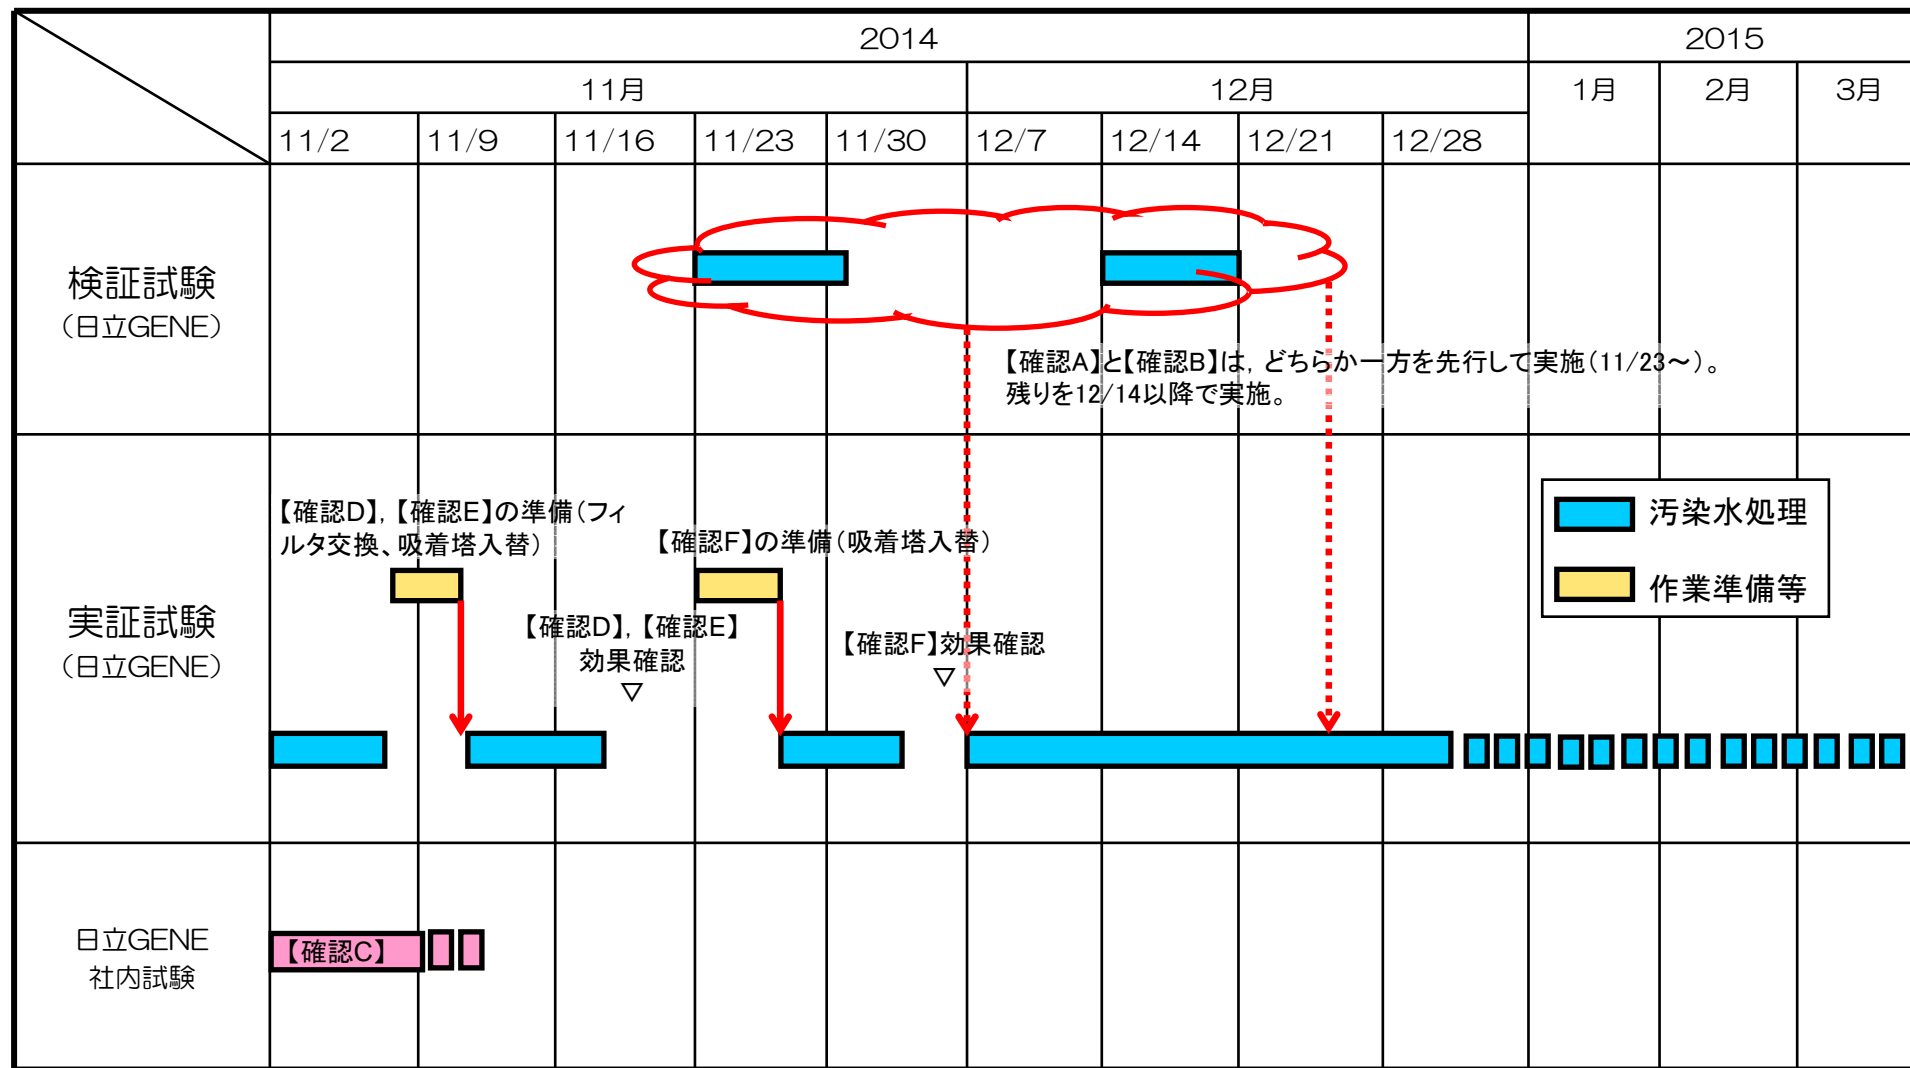 2014
2015
11月
12月
1月
2月
3月
11/2
11/9
11/16
11/23
11/30
12/7
12/14
12/21
12/28
検証試験
（日立GENE）
【確認A】と【確認B】は，どちらか一方を先行して実施（11/23～）。
残りを12/14以降で実施。
実証試験
（日立GENE）
【確認D】，【確認E】の準備（フィ
ルタ交換、吸着塔入替）
【確認F】の準備（吸着塔入替）
【確認D】，【確認E】
効果確認
▽
【確認F】効果確認
▽
汚染水処理
作業準備等
日立GENE
社内試験
【確認C】